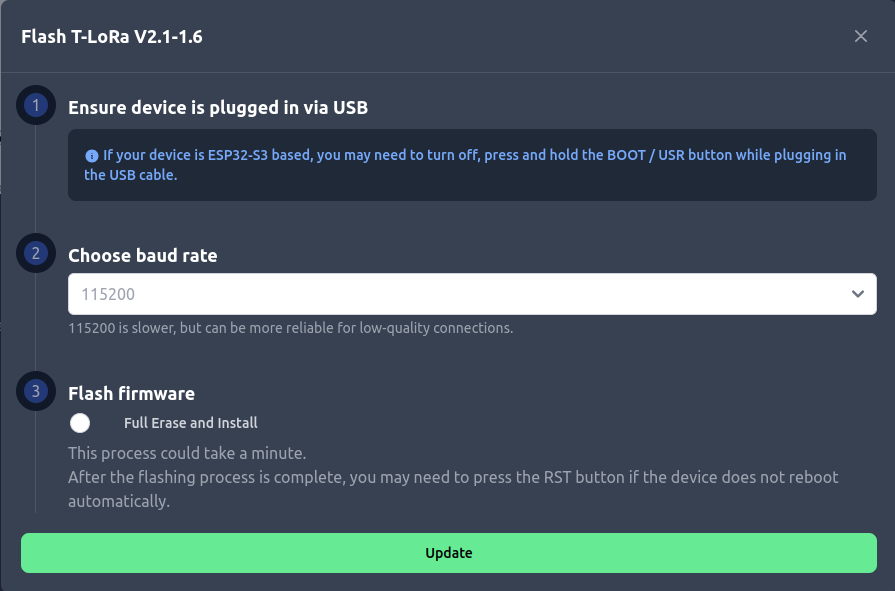 Flash T-LoRa V2.1-1.6
1
Ensure device is plugged in via USB
If your device is ESP32-S3 based, you may need to turn off, press and hold the BOOT / USR button while plugging in
the USB cable.
2
Choose baud rate
115200
115200 is slower, but can be more reliable for low-quality connections.
3
Flash firmware
Full Erase and Install
This process could take a minute.
After the flashing process is complete, you may need to press the RST button if the device does not reboot
automatically.
Update